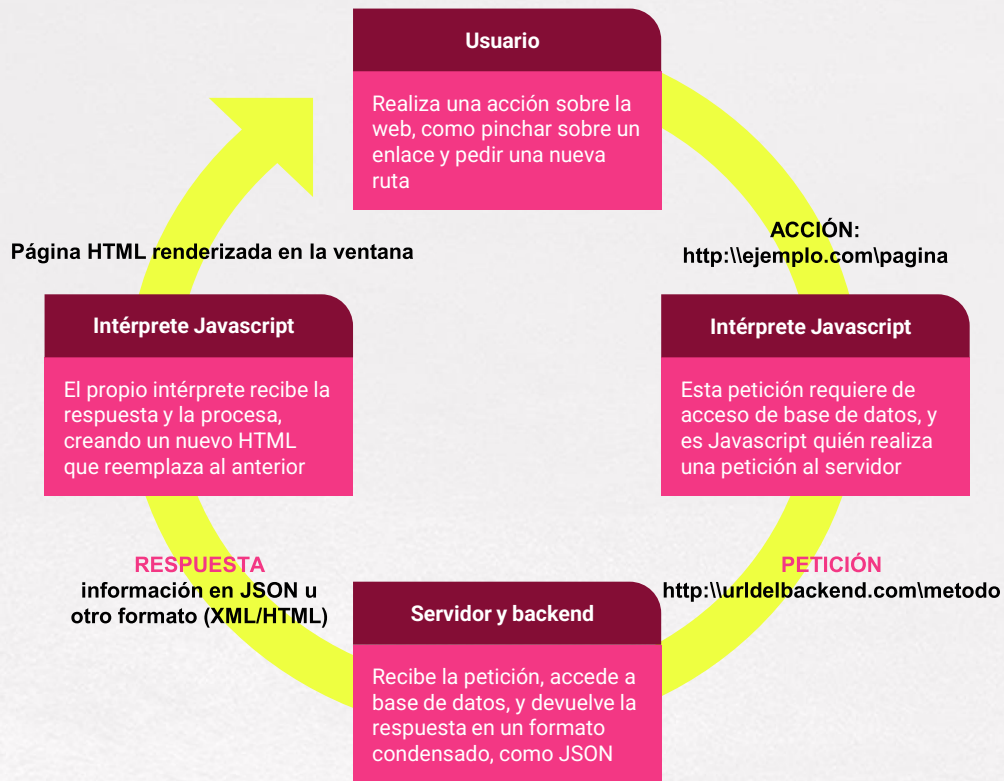 Usuario
Realiza una acción sobre la
web, como pinchar sobre un
enlace y pedir una nueva
ruta
ACCIÓN:
http:\\ejemplo.com\pagina
Intérprete Javascript
Esta petición requiere de
acceso de base de datos, y
es Javascript quién realiza
una petición al servidor
PETICIÓN
http:\\urldelbackend.com\metodo
Servidor y backend
Recibe la petición, accede a
base de datos, y devuelve la
respuesta en un formato
condensado, como JSON
RESPUESTA
información en JSON u
otro formato (XML/HTML)
Intérprete Javascript
El propio intérprete recibe la
respuesta y la procesa,
creando un nuevo HTML
que reemplaza al anterior
Página HTML renderizada en la ventana